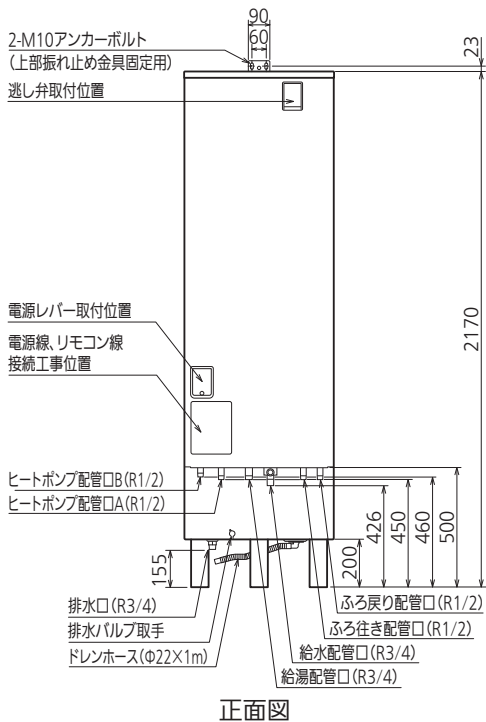 90
60
23
2-M10アンカーボルト
(上部振れ止め金具固定用)
逃し弁取付位置
2170
電源レバー取付位置
電源線、リモコン線
接続工事位置
ヒートポンプ配管口B(R1/2)
ヒートポンプ配管口A(R1/2)
426
450
460
500
200
155
排水口(R3/4)
排水バルブ取手
ドレンホース(Φ22×1m)
ふろ戻り配管口(R1/2)
ふろ往き配管口(R1/2)
給水配管口(R3/4)
給湯配管口(R3/4)
正面図